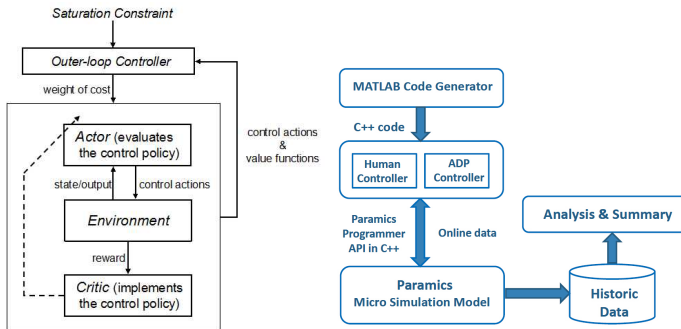 Saturation Constraint
Outer-loop Controller
weight of cost
Actor (evaluates
the control policy)
state/output
control actions
Environment
reward
Critic (implements
the control policy)
control actions
&
value functions
MATLAB Code Generator
C++ code
Human
Controller
ADP
Controller
Paramics
Programmer
API in C++
Online data
Paramics
Micro Simulation Model
Analysis & Summary
Historic
Data